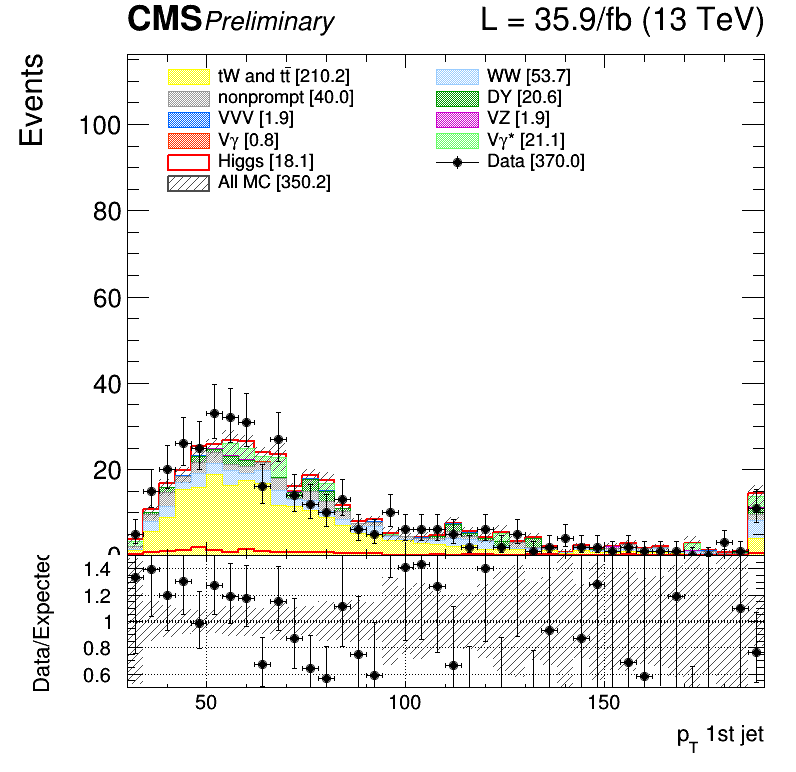 CMS Preliminary L = 35.9/fb (13 TeV)
Events
tW and tt̄ [210.2]
WW [53.7]
nonprompt [40.0]
DY [20.6]
VVV [1.9]
VZ [1.9]
Vγ [0.8]
Vγ* [21.1]
Higgs [18.1]
Data [370.0]
All MC [350.2]
100
80
60
40
20
0
Data/Expected
1.4
1.2
1
0.8
0.6
50 100 150
p_T 1st jet